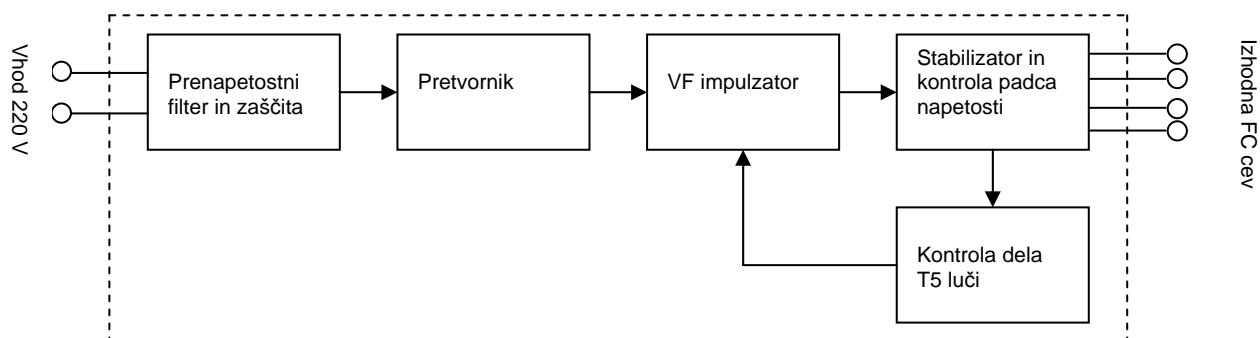 Vhod 220 V
Prenapetostni
filter in zaščita
Pretvornik
VF impulzator
Stabilizator in
kontrola padca
napetosti
Izhodna FC cev
Kontrola dela
T5 luči